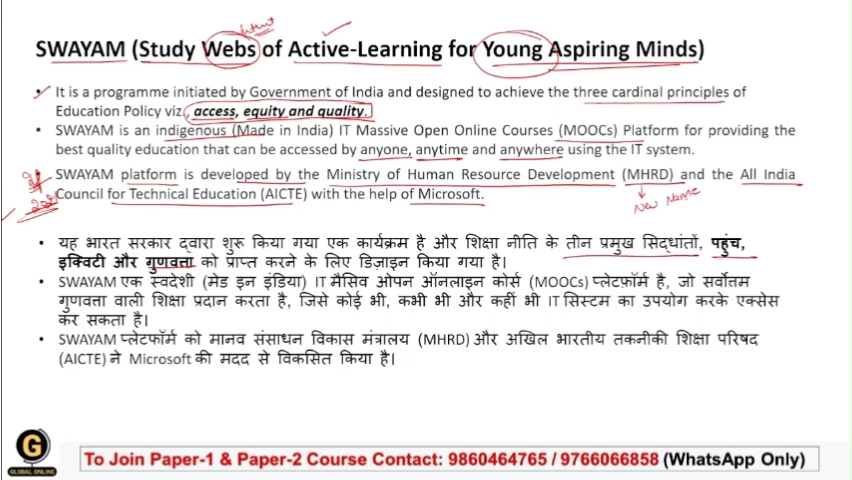 SWAYAM (Study Webs of Active-Learning for Young Aspiring Minds)
• It is a programme initiated by Government of India and designed to achieve the three cardinal principles of
Education Policy viz., access, equity and quality.
• SWAYAM is an indigenous (Made in India) IT Massive Open Online Courses (MOOCs) Platform for providing the
best quality education that can be accessed by anyone, anytime and anywhere using the IT system.
• SWAYAM platform is developed by the Ministry of Human Resource Development (MHRD) and the All India
Council for Technical Education (AICTE) with the help of Microsoft.
New Name
• यह भारत सरकार द्वारा शुरू किया गया एक कार्यक्रम है और शिक्षा नीति के तीन प्रमुख सिद्धांतों, पहुंच,
इक्विटी और गुणवत्ता को प्राप्त करने के लिए डिज़ाइन किया गया है।
• SWAYAM एक स्वदेशी (मेड इन इंडिया) IT मैसिव ओपन ऑनलाइन कोर्स (MOOCs) प्लेटफ़ॉर्म है, जो सर्वोत्तम
गुणवत्ता वाली शिक्षा प्रदान करता है, जिसे कोई भी, कभी भी और कहीं भी IT सिस्टम का उपयोग करके एक्सेस
कर सकता है।
• SWAYAM प्लेटफॉर्म को मानव संसाधन विकास मंत्रालय (MHRD) और अखिल भारतीय तकनीकी शिक्षा परिषद
(AICTE) ने Microsoft की मदद से विकसित किया है।
G
GLOBAL ONLINE
To Join Paper-1 & Paper-2 Course Contact: 9860464765 / 9766066858 (WhatsApp Only)